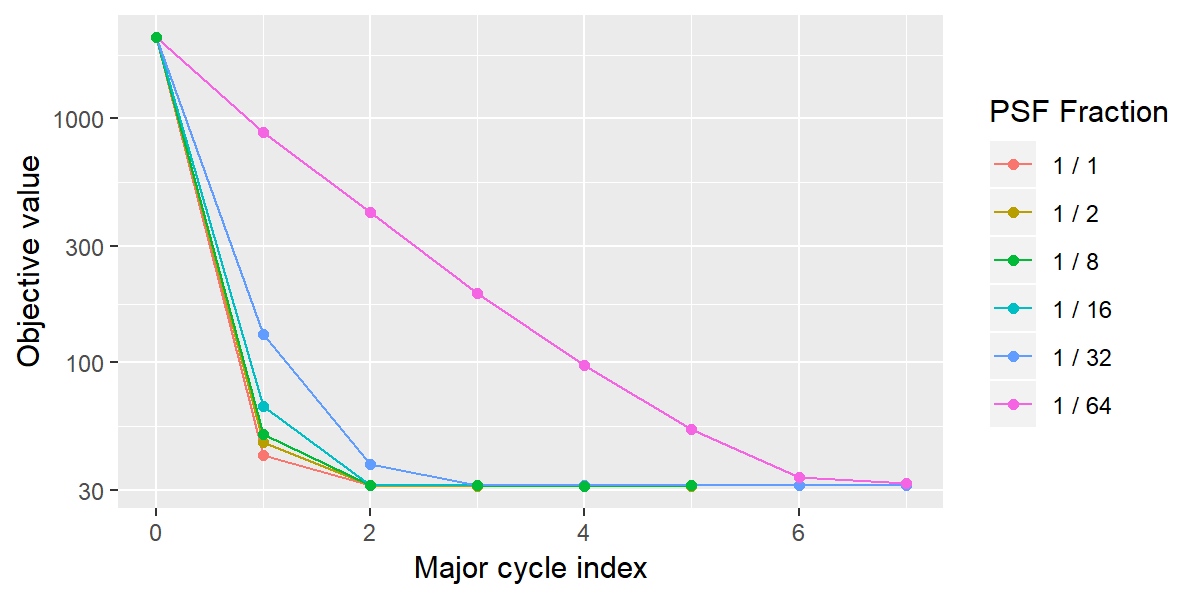 Objective value
1000
300
100
30
0
2
4
6
Major cycle index
PSF Fraction
1 / 1
1 / 2
1 / 8
1 / 16
1 / 32
1 / 64